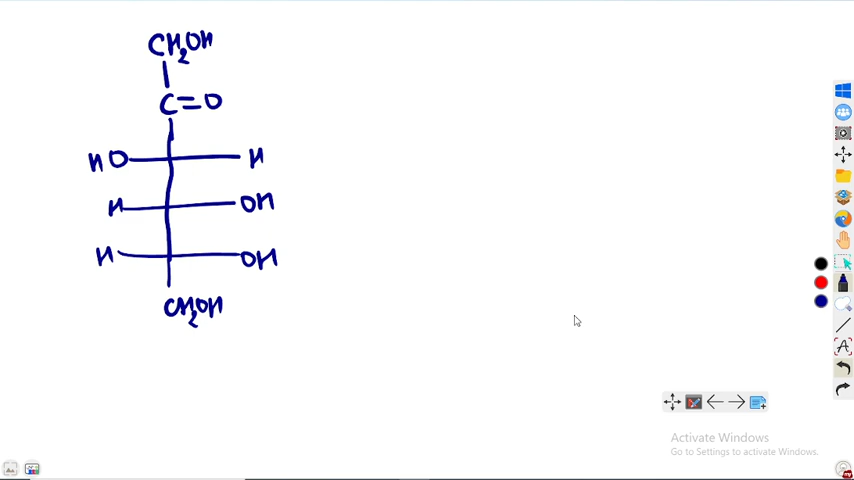 CH2OH
C=O
HO H
H OH
H OH
CH2OH
Activate Windows
Go to Settings to activate Windows.